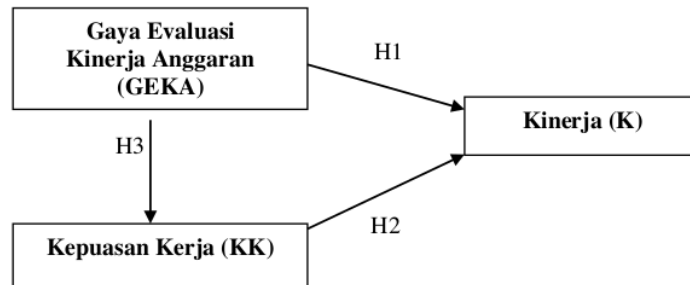 Gaya Evaluasi
Kinerja Anggaran
(GEKA)
H1
Kinerja (K)
H3
H2
Kepuasan Kerja (KK)